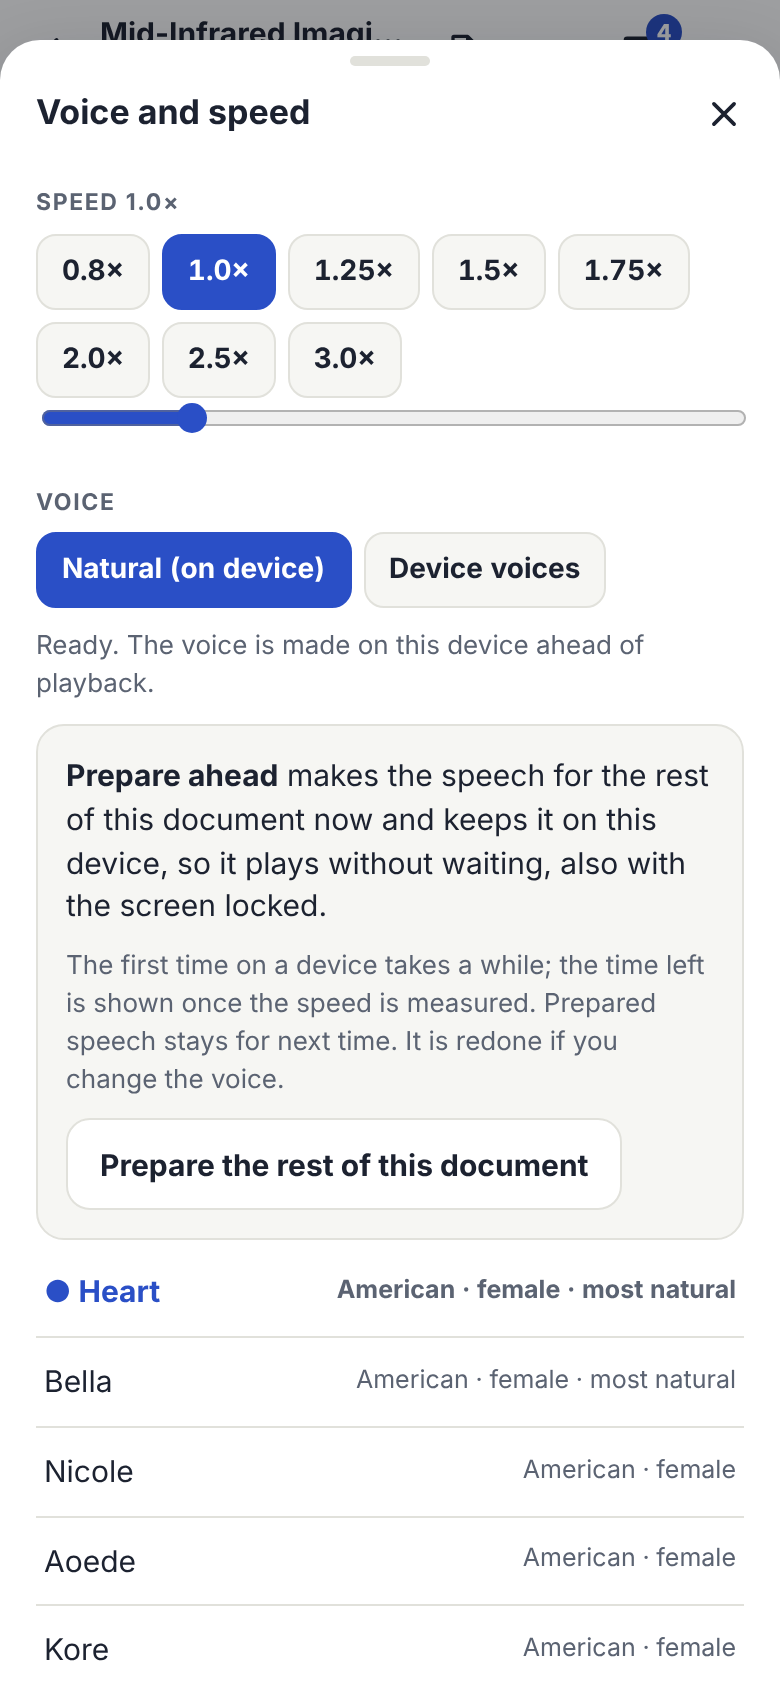 Mid-Infrared Imagi...
4
Voice and speed
SPEED 1.0×
0.8×
1.0×
1.25×
1.5×
1.75×
2.0×
2.5×
3.0×
VOICE
Natural (on device)
Device voices
Ready. The voice is made on this device ahead of
playback.
Prepare ahead makes the speech for the rest
of this document now and keeps it on this
device, so it plays without waiting, also with
the screen locked.
The first time on a device takes a while; the time left
is shown once the speed is measured. Prepared
speech stays for next time. It is redone if you
change the voice.
Prepare the rest of this document
Heart American · female · most natural
Bella American · female · most natural
Nicole American · female
Aoede American · female
Kore American · female